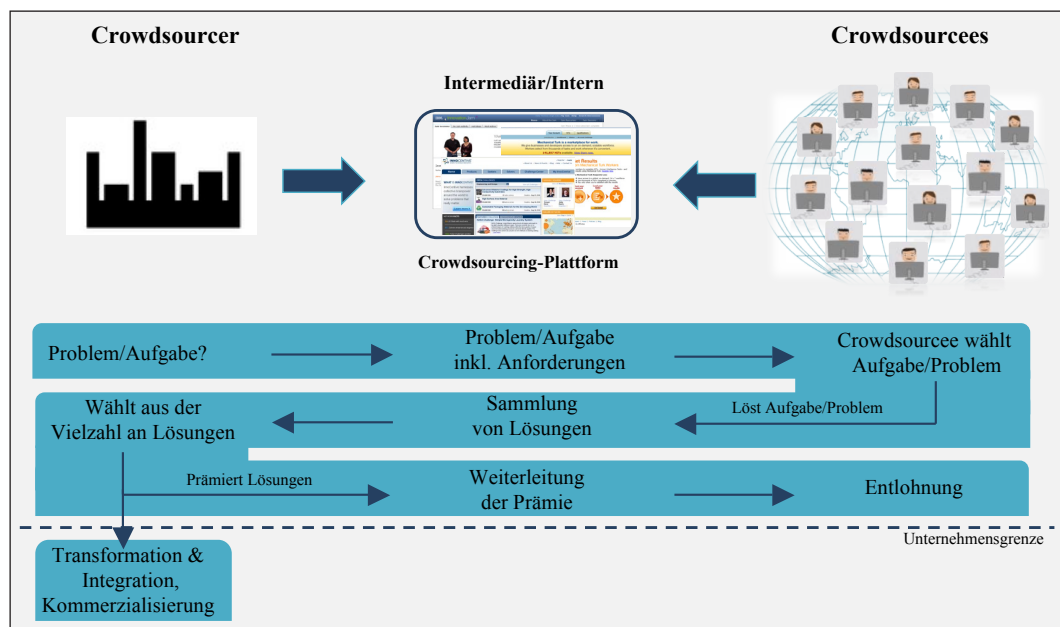 Crowdsourcer
Crowdsourcees
Intermediär/Intern
Crowdsourcing-Plattform
Problem/Aufgabe?
Problem/Aufgabe
inkl. Anforderungen
Crowdsourcee wählt
Aufgabe/Problem
Löst Aufgabe/Problem
Sammlung
von Lösungen
Wählt aus der
Vielzahl an Lösungen
Prämiert Lösungen
Weiterleitung
der Prämie
Entlohnung
Unternehmensgrenze
Transformation &
Integration,
Kommerzialisierung